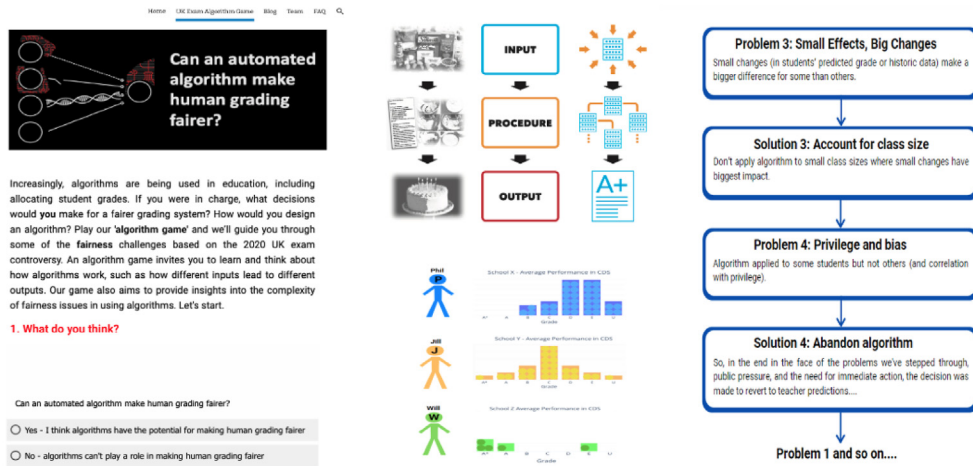 Home UK Exam Algorithm Game Blog Team FAQ
Can an automated
algorithm make
human grading
fairer?
Increasingly, algorithms are being used in education, including
allocating student grades. If you were in charge, what decisions
would you make for a fairer grading system? How would you design
an algorithm? Play our 'algorithm game' and we'll guide you through
some of the fairness challenges based on the 2020 UK exam
controversy. An algorithm game invites you to learn and think about
how algorithms work, such as how different inputs lead to different
outputs. Our game also aims to provide insights into the complexity
of fairness issues in using algorithms. Let's start.
1. What do you think?
Can an automated algorithm make human grading fairer?
Yes - I think algorithms have the potential for making human grading fairer
No - algorithms can't play a role in making human grading fairer
INPUT
PROCEDURE
OUTPUT
A+
Phil
P
School X - Average Performance in CDS
A* A B C D E U
Grade
Jill
J
School Y - Average Performance in CDS
A* A B C D E U
Grade
Will
W
School Z Average Performance in CDS
A* A B C D E U
Grade
Problem 3: Small Effects, Big Changes
Small changes (in students' predicted grade or historic data) make a
bigger difference for some than others.
Solution 3: Account for class size
Don't apply algorithm to small class sizes where small changes have
biggest impact.
Problem 4: Privilege and bias
Algorithm applied to some students but not others (and correlation
with privilege).
Solution 4: Abandon algorithm
So, in the end in the face of the problems we've stepped through,
public pressure, and the need for immediate action, the decision was
made to revert to teacher predictions....
Problem 1 and so on....